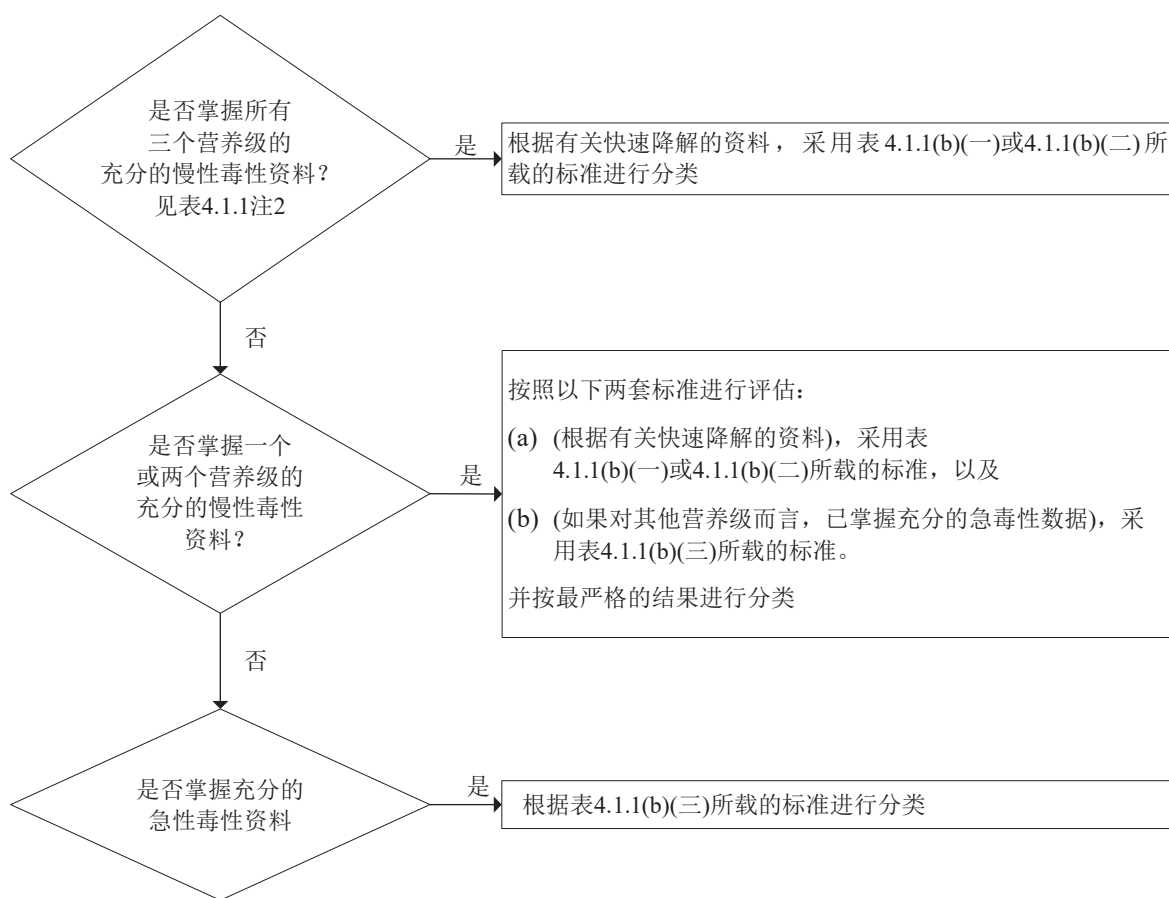 是否掌握所有
三个营养级的
充分的慢性毒性资料？
见表4.1.1注2
是
根据有关快速降解的资料，采用表4.1.1(b)(一)或4.1.1(b)(二)所
载的标准进行分类
否
是否掌握一个
或两个营养级的
充分的慢性毒性
资料？
是
按照以下两套标准进行评估：
(a) (根据有关快速降解的资料)，采用表
4.1.1(b)(一)或4.1.1(b)(二)所载的标准，以及
(b) (如果对其他营养级而言，已掌握充分的急毒性数据)，采
用表4.1.1(b)(三)所载的标准。
并按最严格的结果进行分类
否
是否掌握充分的
急性毒性资料
是
根据表4.1.1(b)(三)所载的标准进行分类